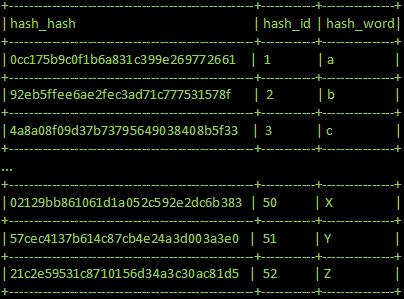 hash_hash hash_id hash_word
0cc175b9c0f1b6a831c399e269772661 1 a
92eb5ffee6ae2fec3ad71c777531578f 2 b
4a8a08f09d37b73795649038408b5f33 3 c
...
02129bb861061d1a052c592e2dc6b383 50 X
57cec4137b614c87cb4e24a3d003a3e0 51 Y
21c2e59531c8710156d34a3c30ac81d5 52 Z